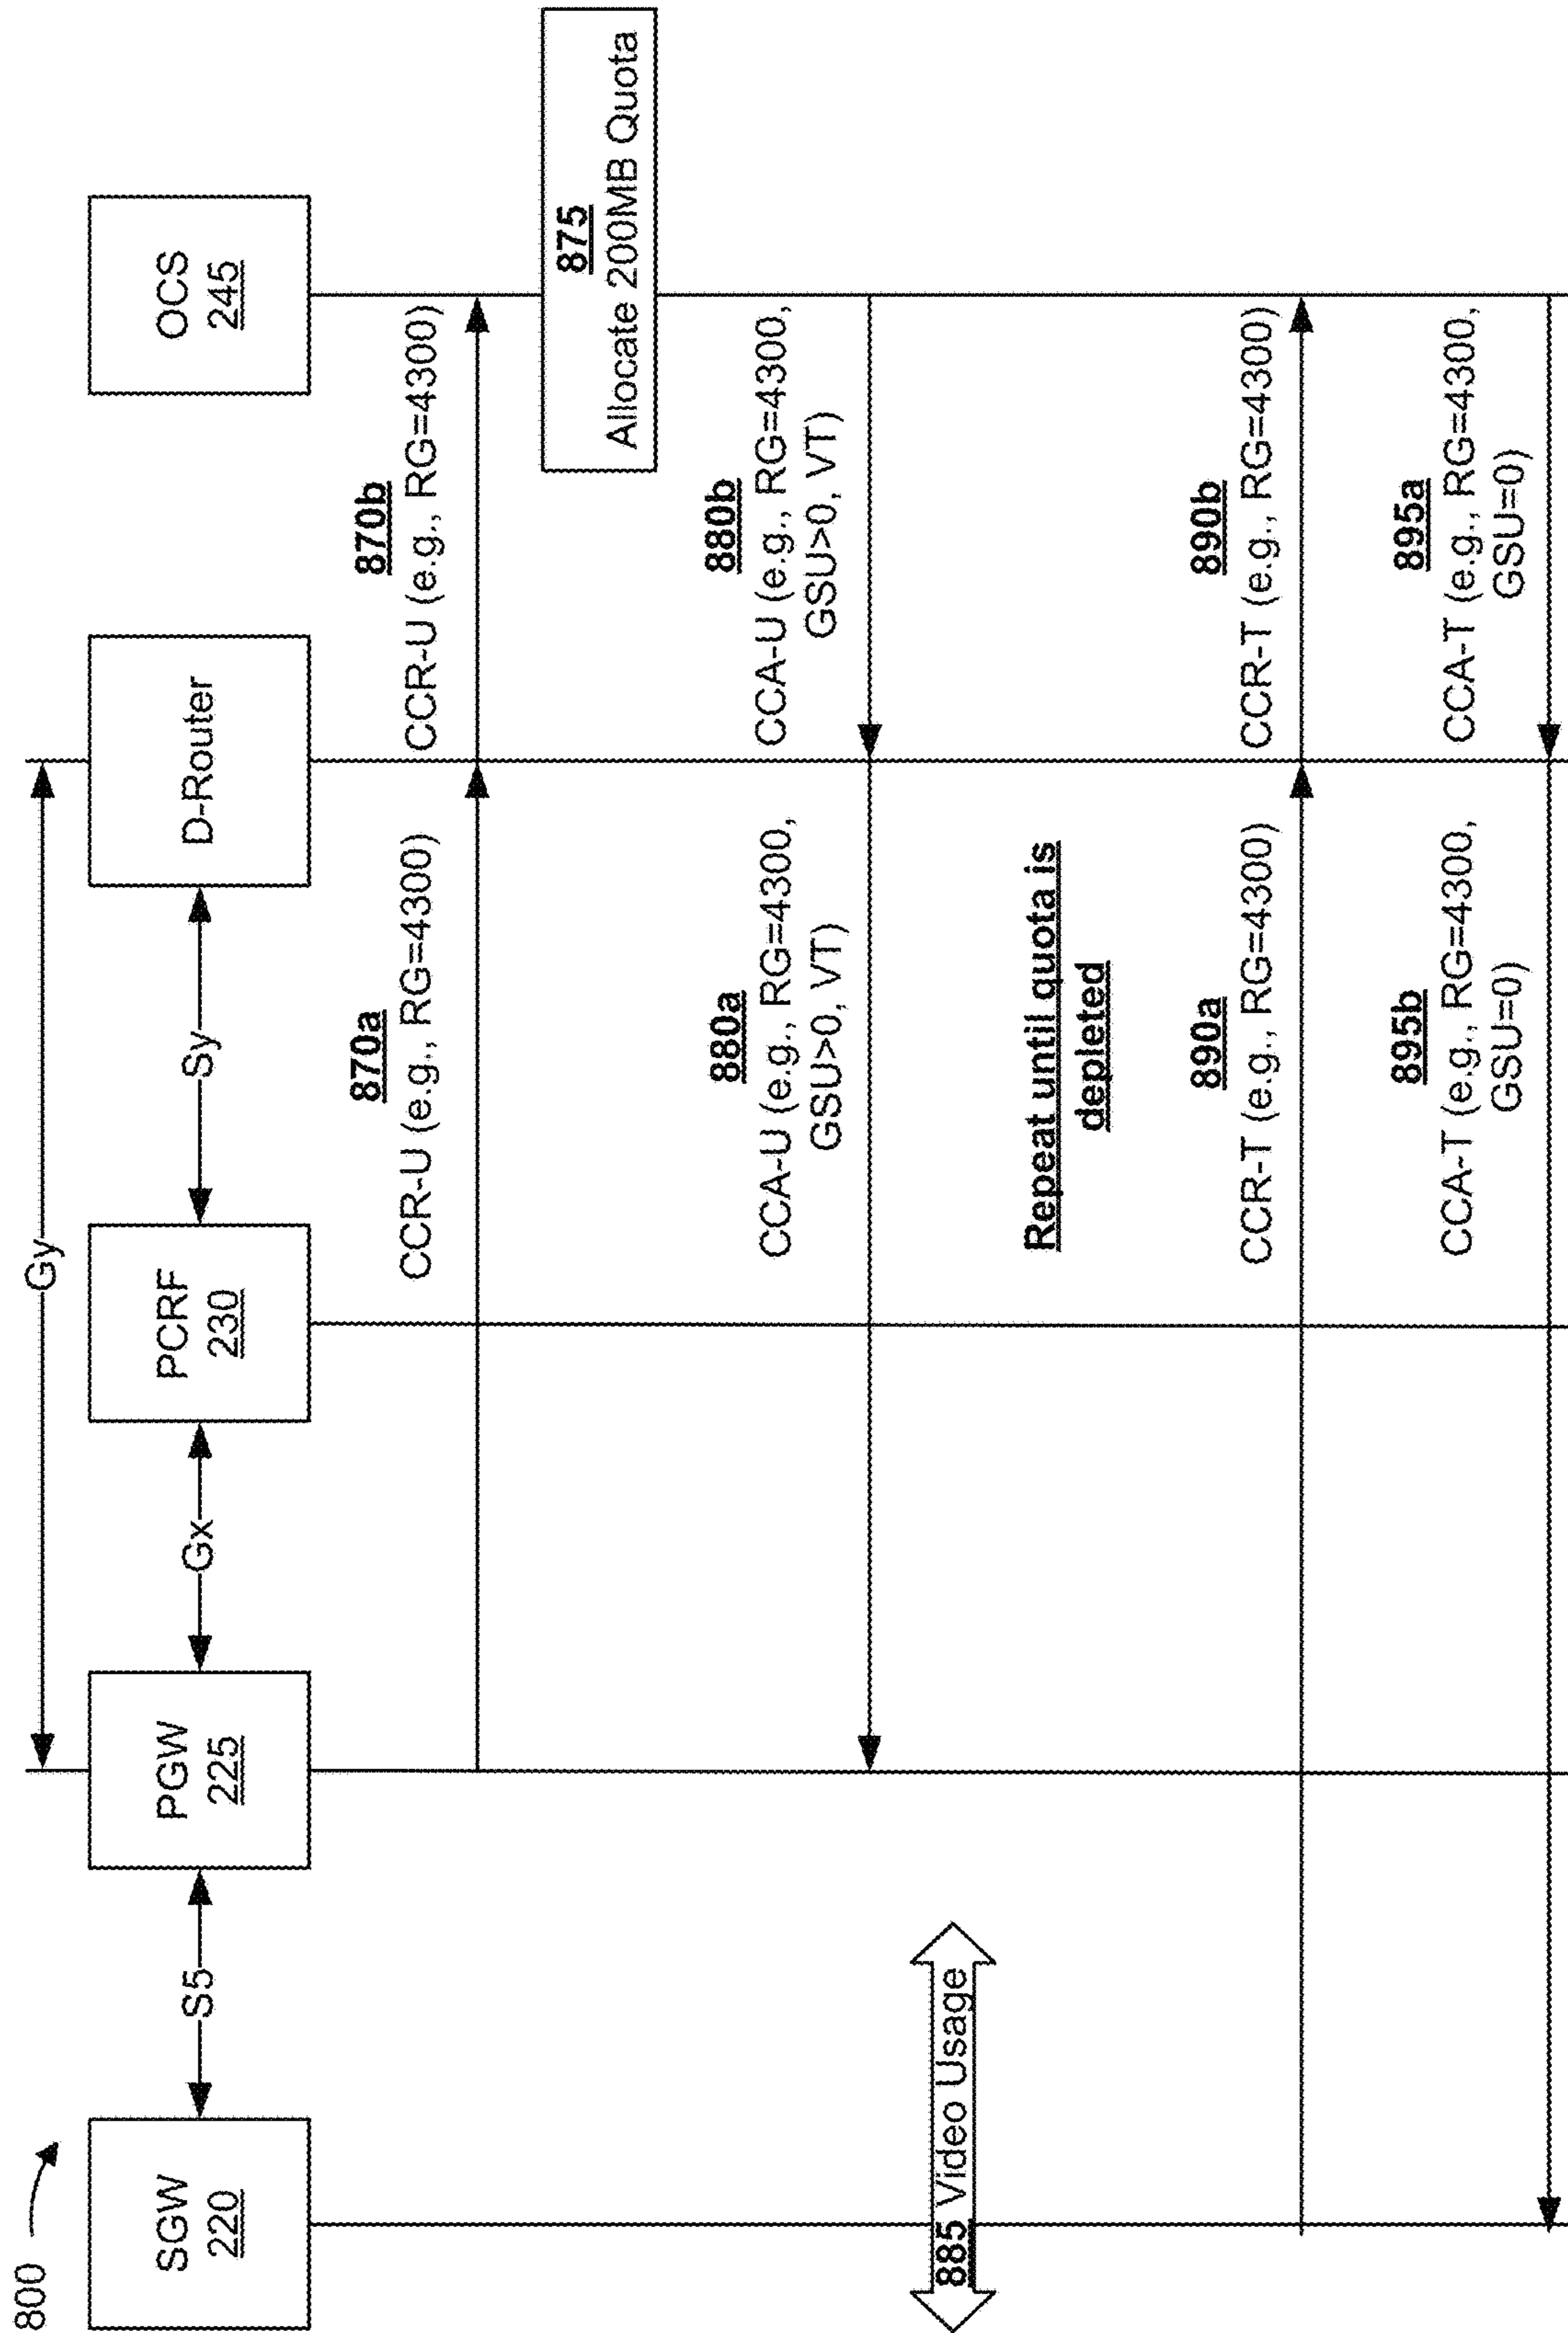 800
Gy
SGW
220
S5
PGW
225
Gx
PCRF
230
Sy
D-Router
OCS
245
870a
CCR-U (e.g., RG=4300)
870b
CCR-U (e.g., RG=4300)
875
Allocate 200MB Quota
880a
CCA-U (e.g., RG=4300,
GSU>0, VT)
880b
CCA-U (e.g., RG=4300,
GSU>0, VT)
885 Video Usage
Repeat until quota is
depleted
890a
CCR-T (e.g., RG=4300)
890b
CCR-T (e.g., RG=4300)
895b
CCA-T (e.g., RG=4300,
GSU=0)
895a
CCA-T (e.g., RG=4300,
GSU=0)